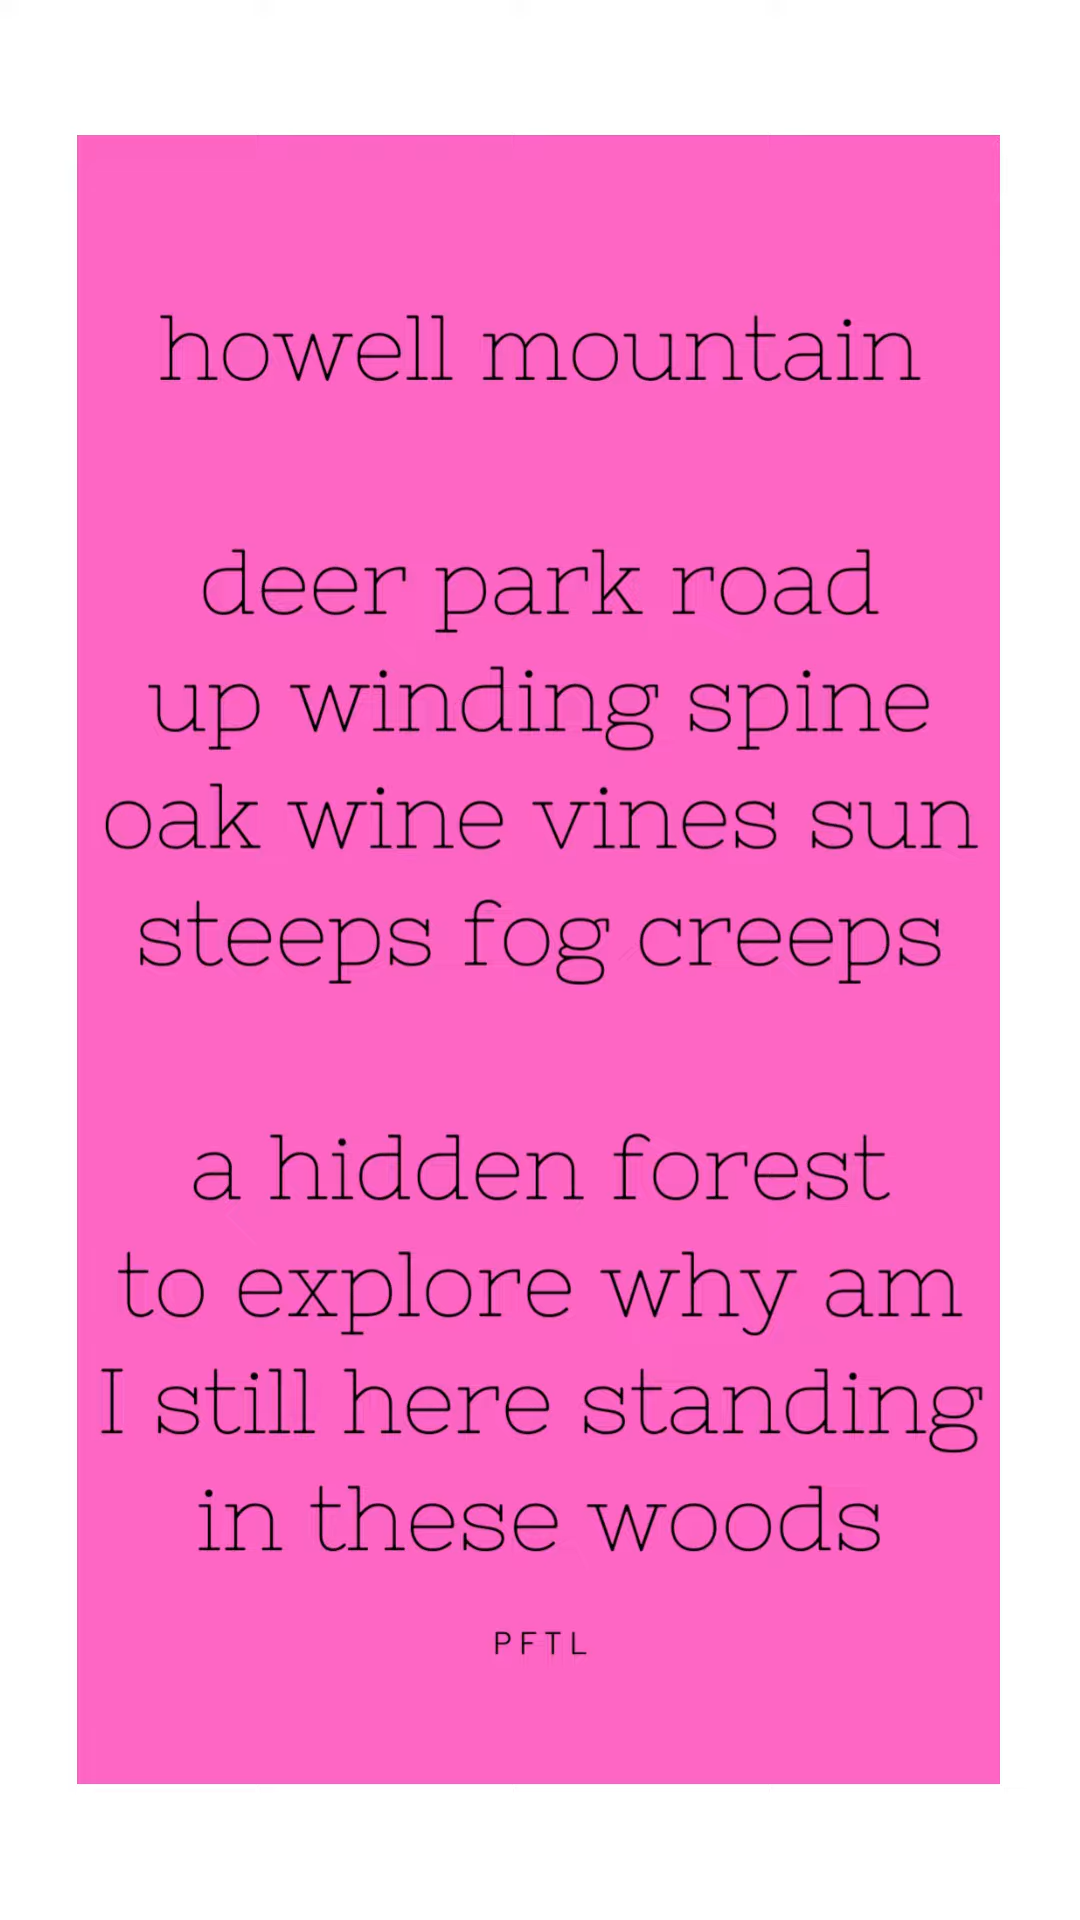 howell mountain
deer park road
up winding spine
oak wine vines sun
steeps fog creeps
a hidden forest
to explore why am
I still here standing
in these woods
PFTL